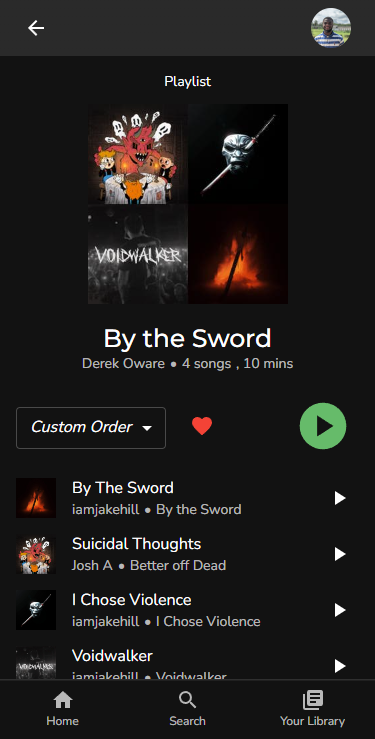 Playlist
VOIDWALKER
By the Sword
Derek Oware • 4 songs , 10 mins
Custom Order
By The Sword
iamjakehill • By the Sword
Suicidal Thoughts
Josh A • Better off Dead
I Chose Violence
iamjakehill • I Chose Violence
VOIDWALKER
Voidwalker
iamjakehill • Voidwalker
Home
Search
Your Library